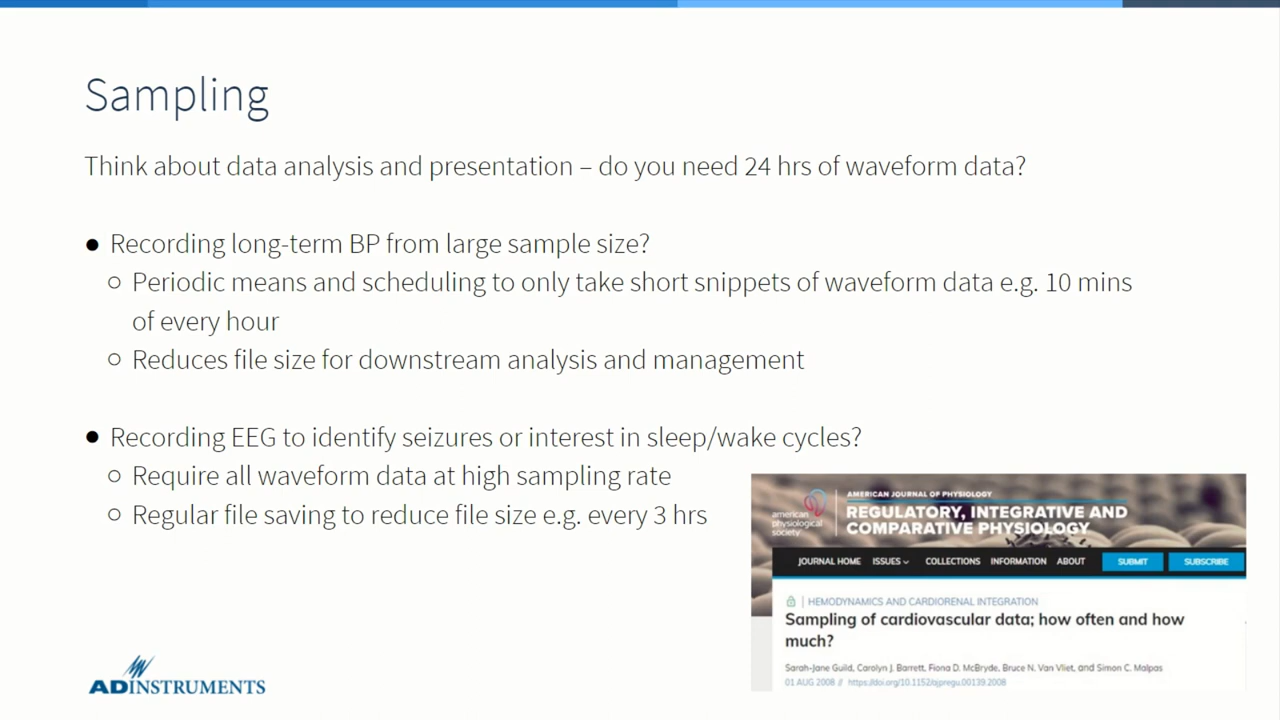 Sampling
Think about data analysis and presentation – do you need 24 hrs of waveform data?
● Recording long-term BP from large sample size?
○ Periodic means and scheduling to only take short snippets of waveform data e.g. 10 mins
of every hour
○ Reduces file size for downstream analysis and management
● Recording EEG to identify seizures or interest in sleep/wake cycles?
○ Require all waveform data at high sampling rate
○ Regular file saving to reduce file size e.g. every 3 hrs
american
physiological
society
AMERICAN JOURNAL OF PHYSIOLOGY
REGULATORY, INTEGRATIVE AND
COMPARATIVE PHYSIOLOGY
JOURNAL HOME ISSUES COLLECTIONS INFORMATION ABOUT SUBMIT SUBSCRIBE
HEMODYNAMICS AND CARDIORENAL INTEGRATION
Sampling of cardiovascular data; how often and how
much?
Sarah-Jane Guild, Carolyn J. Barrett, Fiona D. McBryde, Bruce N. Van Vliet, and Simon C. Malpas
01 AUG 2008 // https://doi.org/10.1152/ajpregu.00139.2008
ADINSTRUMENTS